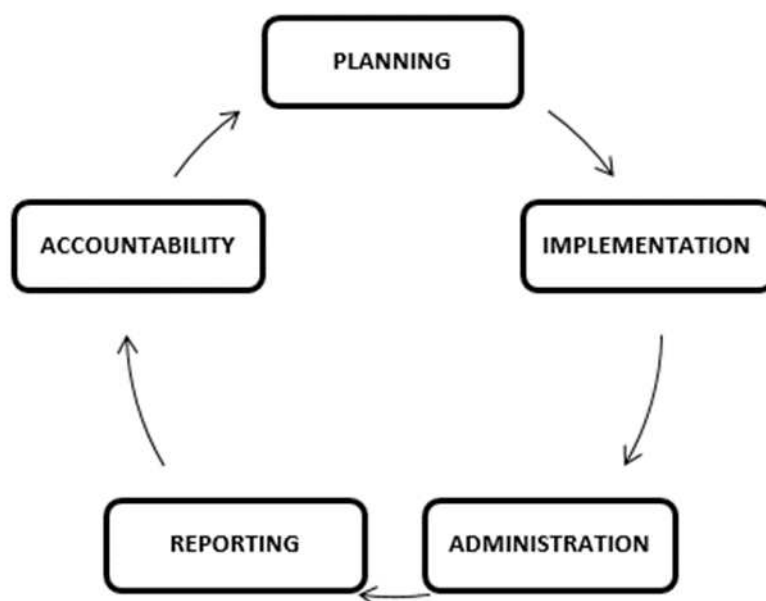 PLANNING
IMPLEMENTATION
ADMINISTRATION
REPORTING
ACCOUNTABILITY